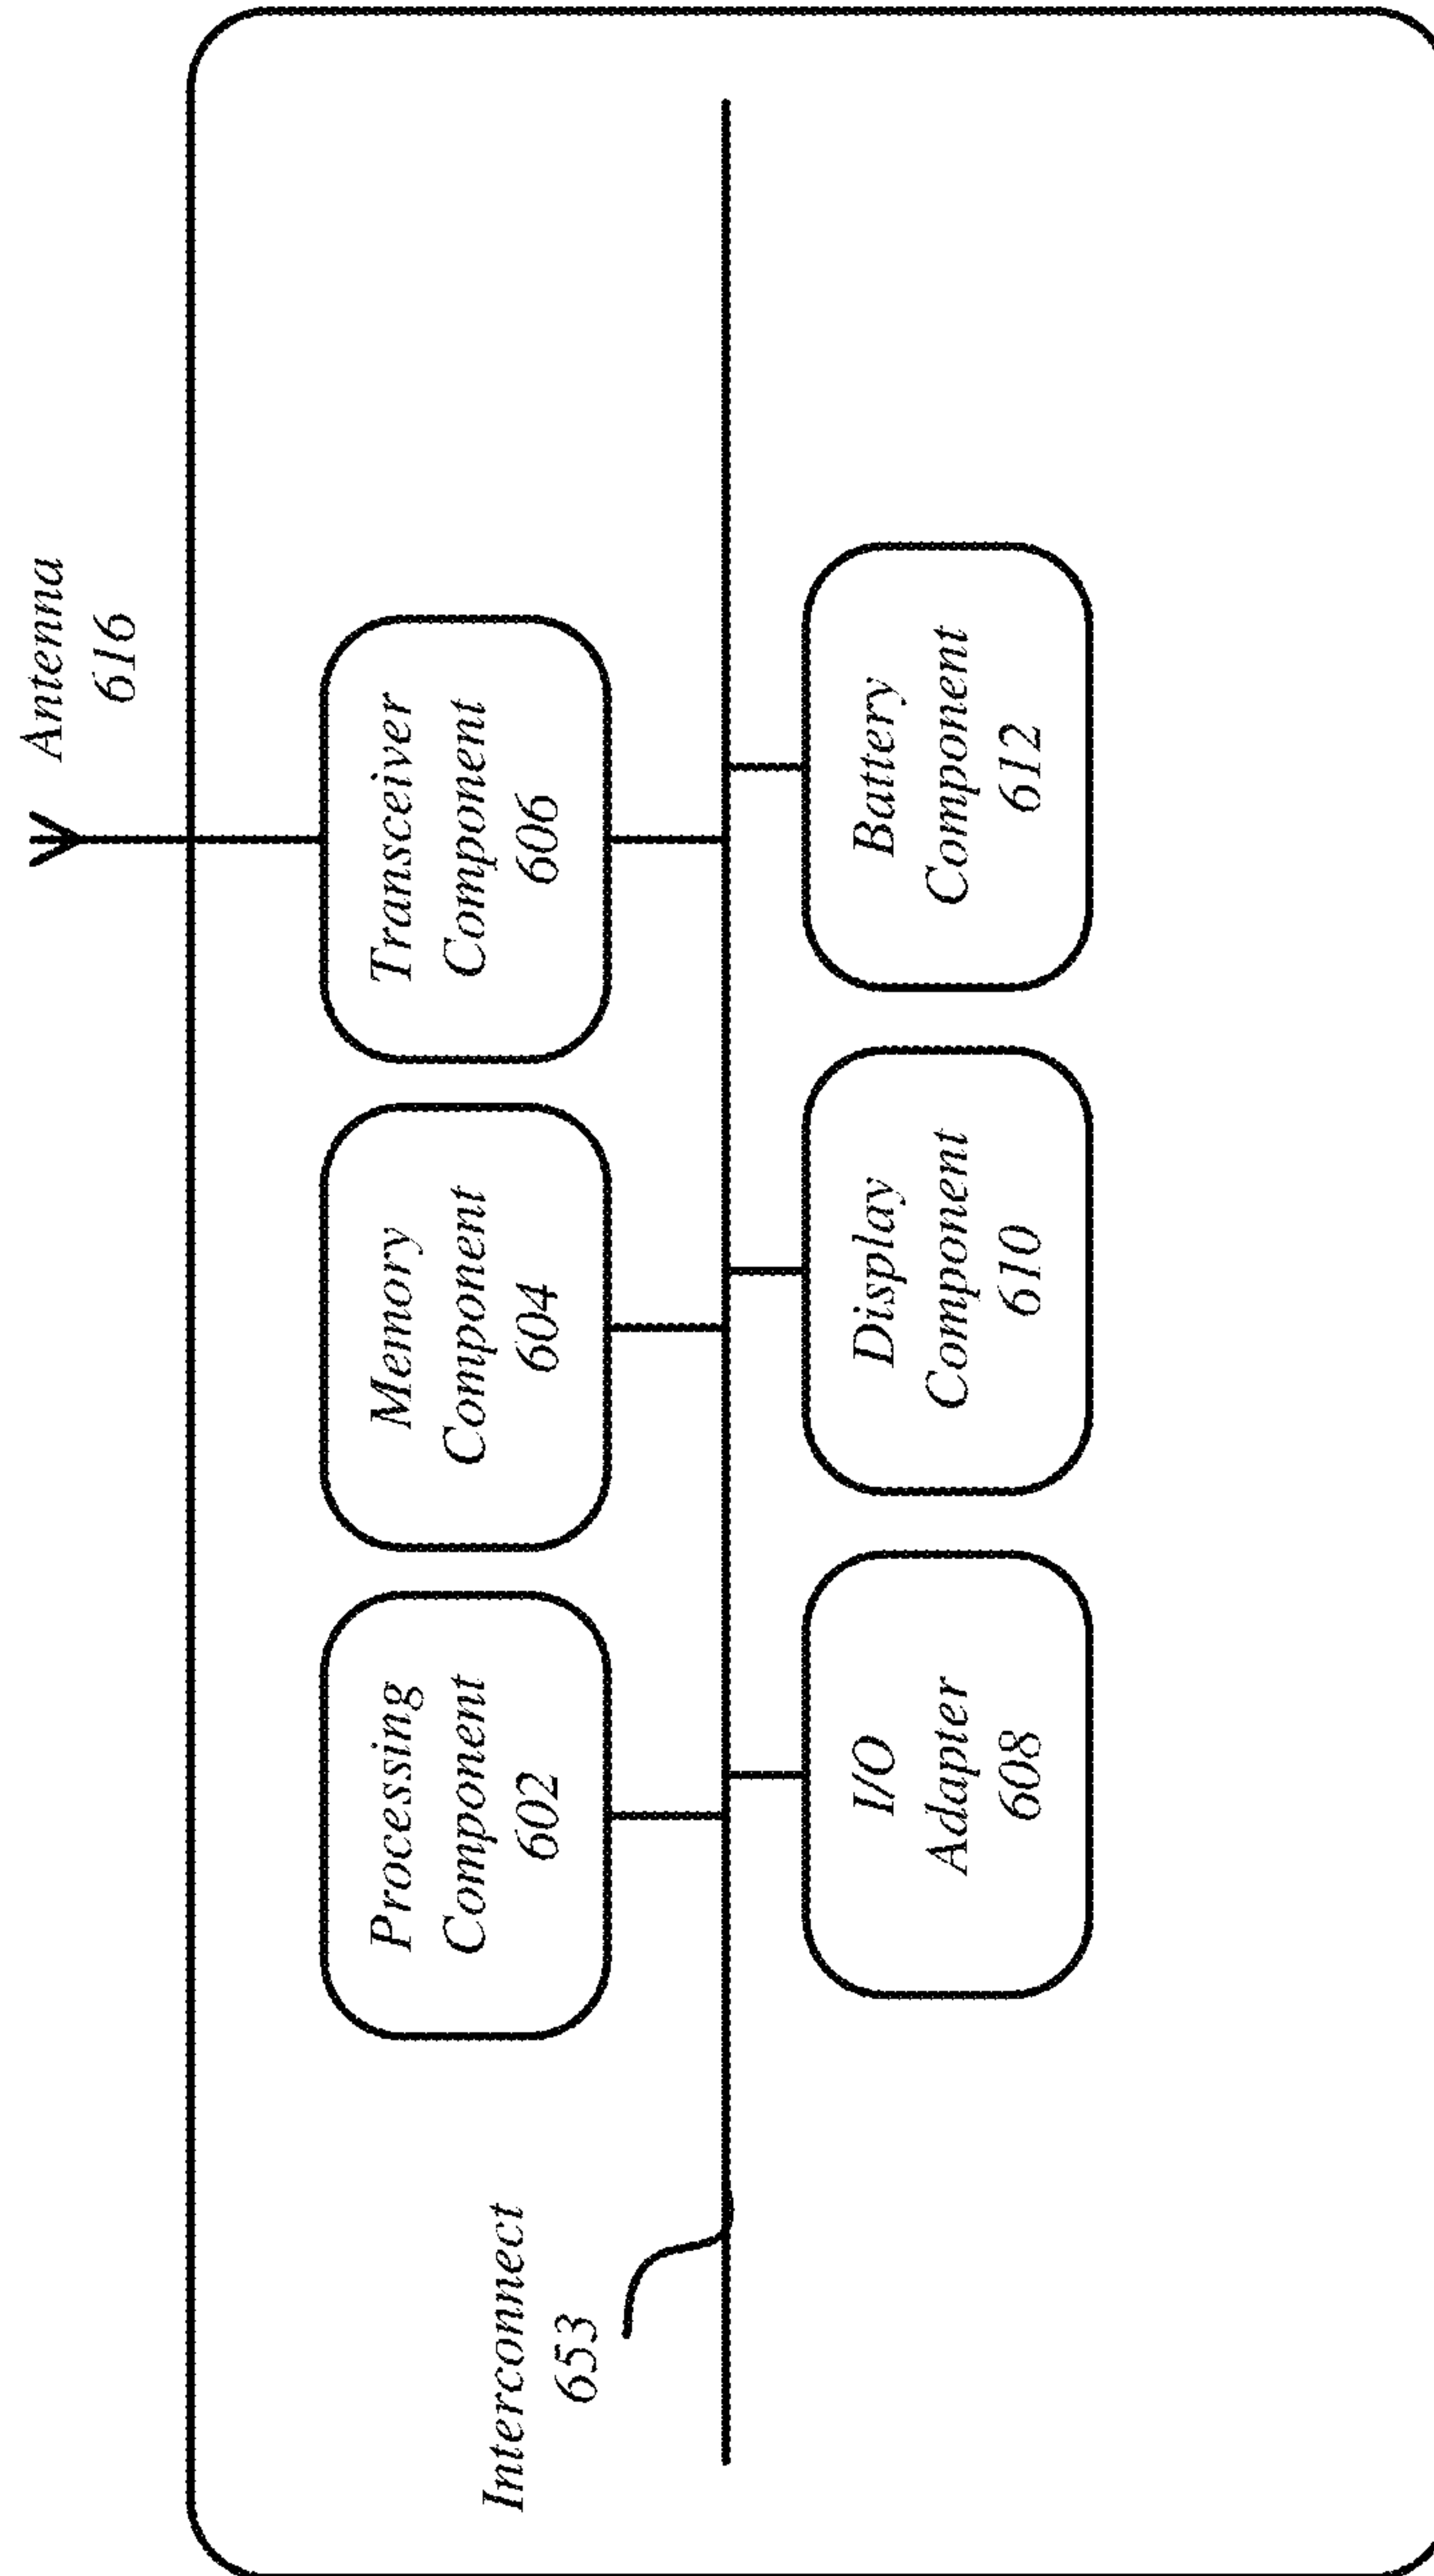 Antenna
616
Processing
Component
602
Memory
Component
604
Transceiver
Component
606
Interconnect
653
I/O
Adapter
608
Display
Component
610
Battery
Component
612